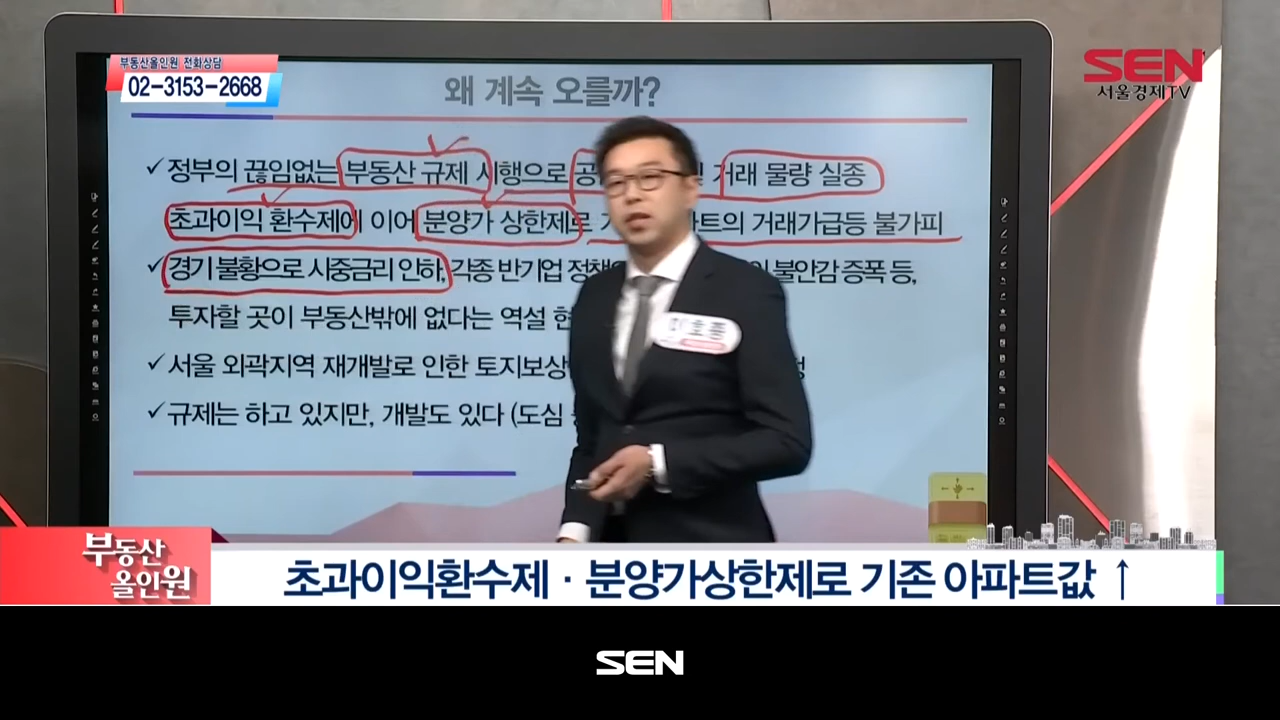 부동산올인원 전화상담
02-3153-2668
SEN
서울경제TV
왜 계속 오를까?
✓정부의 끊임없는 부동산 규제 시행으로 거래 물량 실종
초과이익 환수제에 이어 분양가 상한제로 거래가급등 불가피
✓경기 불황으로 시중금리 인하, 각종 반기업 불안감 증폭 등,
투자할 곳이 부동산밖에 없다는 역설
✓서울 외곽지역 재개발로 인한
✓규제는 하고 있지만, 개발도 있다 (도심
호종
부동산
올인원
초과이익환수제 · 분양가상한제로 기존 아파트값 ↑
SEN